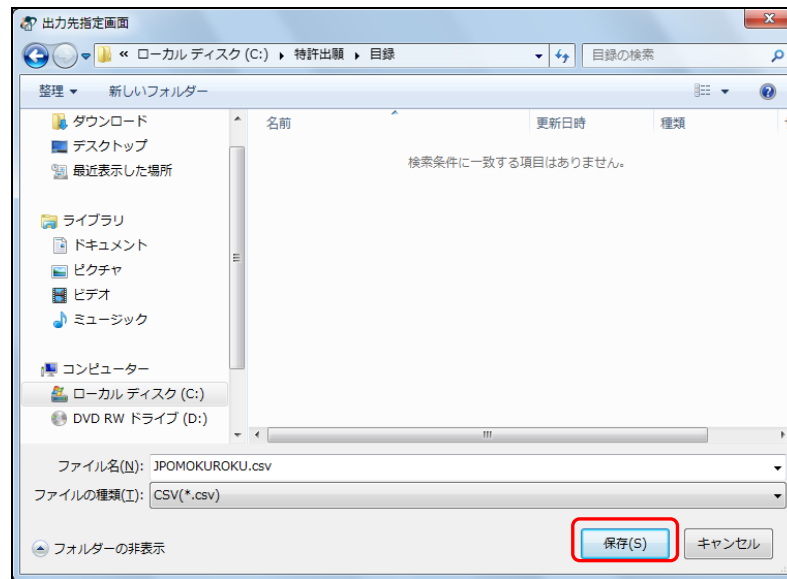 出力先指定画面
« ローカル ディスク (C:) ▸ 特許出願 ▸ 目録
目録の検索
整理 ▼ 新しいフォルダー
名前 更新日時 種類
検索条件に一致する項目はありません。
ダウンロード
デスクトップ
最近表示した場所
ライブラリ
ドキュメント
ピクチャ
ビデオ
ミュージック
コンピューター
ローカル ディスク (C:)
DVD RW ドライブ (D:)
ファイル名(N): JPOMOKUROKU.csv
ファイルの種類(T): CSV(*.csv)
フォルダーの非表示
保存(S) キャンセル